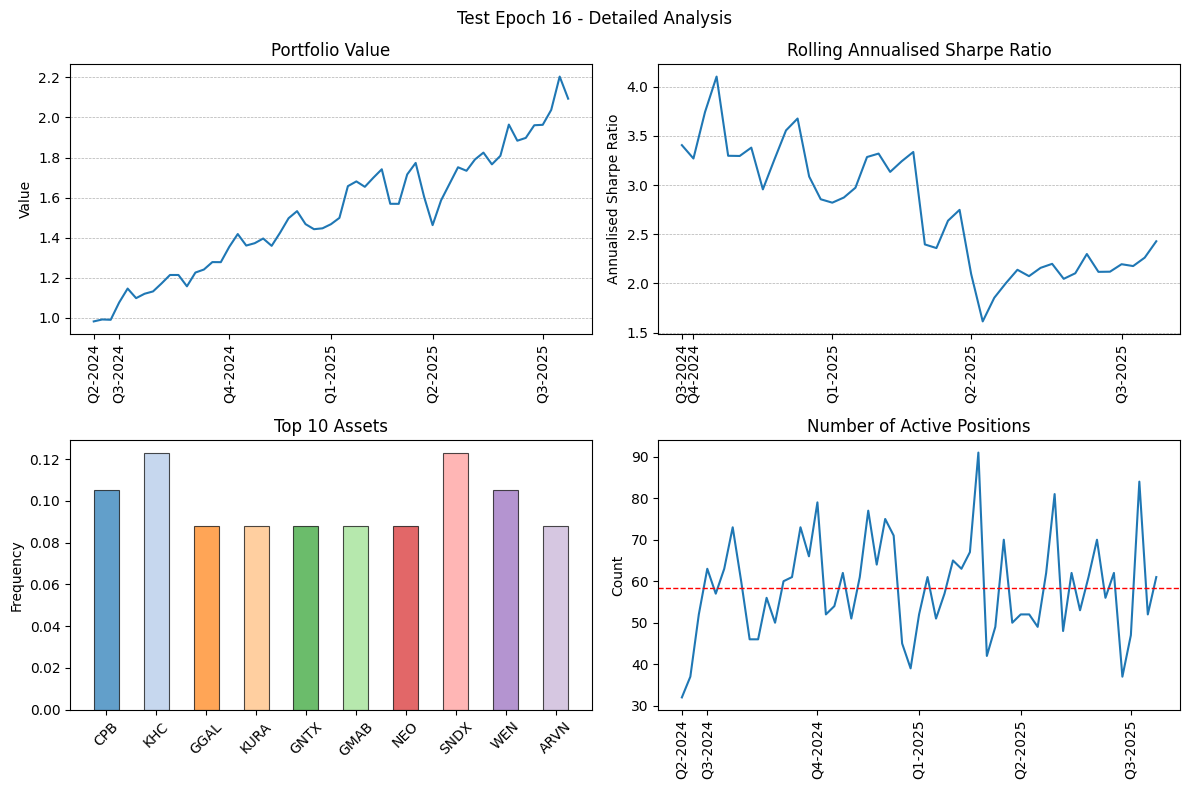 Test Epoch 16 - Detailed Analysis
Portfolio Value
Value
2.2
2.0
1.8
1.6
1.4
1.2
1.0
Q2-2024
Q3-2024
Q4-2024
Q1-2025
Q2-2025
Q3-2025
Rolling Annualised Sharpe Ratio
Annualised Sharpe Ratio
4.0
3.5
3.0
2.5
2.0
1.5
Q3-2024
Q4-2024
Q1-2025
Q2-2025
Q3-2025
Top 10 Assets
Frequency
0.12
0.10
0.08
0.06
0.04
0.02
0.00
CPB
KHC
GGAL
KURA
GNTX
GMAB
NEO
SNDX
WEN
ARVN
Number of Active Positions
Count
90
80
70
60
50
40
30
Q2-2024
Q3-2024
Q4-2024
Q1-2025
Q2-2025
Q3-2025